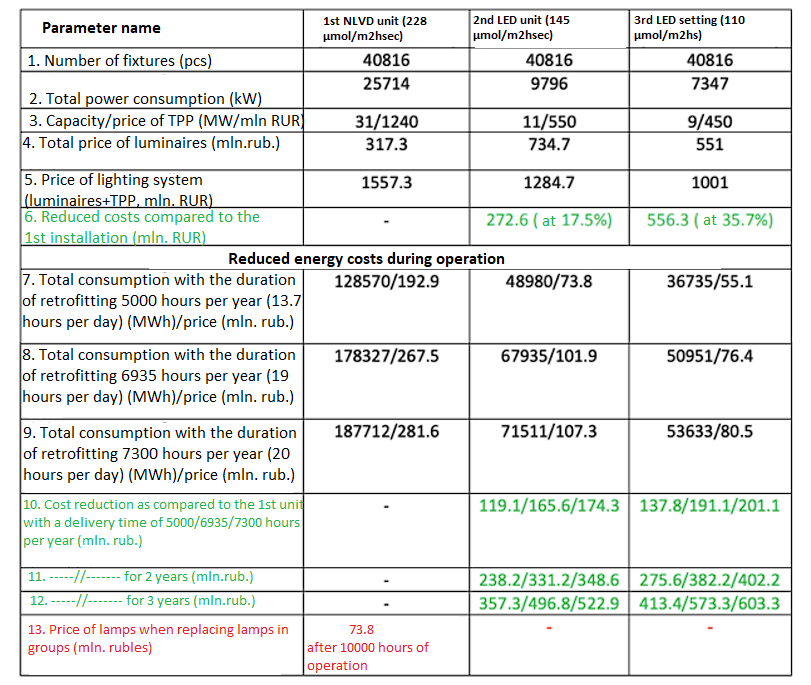 Parameter name
1st NLVD unit (228
µmol/m2hsec)
2nd LED unit (145
µmol/m2hsec)
3rd LED setting (110
µmol/m2hs)
1. Number of fixtures (pcs)
40816
40816
40816
2. Total power consumption (kW)
25714
9796
7347
3. Capacity/price of TPP (MW/mln RUR)
31/1240
11/550
9/450
4. Total price of luminaires (mln.rub.)
317.3
734.7
551
5. Price of lighting system
(luminaires+TPP, mln. RUR)
1557.3
1284.7
1001
6. Reduced costs compared to the
1st installation (mln. RUR)
-
272.6 ( at 17.5%)
556.3 ( at 35.7%)
Reduced energy costs during operation
7. Total consumption with the duration
of retrofitting 5000 hours per year (13.7
hours per day) (MWh)/price (mln. rub.)
128570/192.9
48980/73.8
36735/55.1
8. Total consumption with the duration
of retrofitting 6935 hours per year (19
hours per day) (MWh)/price (mln. rub.)
178327/267.5
67935/101.9
50951/76.4
9. Total consumption with the duration
of retrofitting 7300 hours per year (20
hours per day) (MWh)/price (mln. rub.)
187712/281.6
71511/107.3
53633/80.5
10. Cost reduction as compared to the 1st unit
with a delivery time of 5000/6935/7300 hours
per year (mln. rub.)
-
119.1/165.6/174.3
137.8/191.1/201.1
11. -----//------- for 2 years (mln.rub.)
-
238.2/331.2/348.6
275.6/382.2/402.2
12. -----//------- for 3 years (mln.rub.)
-
357.3/496.8/522.9
413.4/573.3/603.3
13. Price of lamps when replacing lamps in
groups (mln. rubles)
73.8
after 10000 hours of
operation
-
-